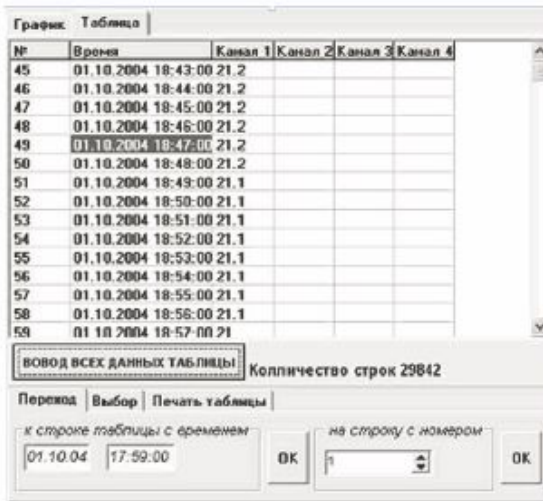 График Таблица
№ Время Канал 1 Канал 2 Канал 3 Канал 4
45 01.10.2004 18:43:00 21.2
46 01.10.2004 18:44:00 21.2
47 01.10.2004 18:45:00 21.2
48 01.10.2004 18:46:00 21.2
49 01.10.2004 18:47:00 21.2
50 01.10.2004 18:48:00 21.2
51 01.10.2004 18:49:00 21.1
52 01.10.2004 18:50:00 21.1
53 01.10.2004 18:51:00 21.1
54 01.10.2004 18:52:00 21.1
55 01.10.2004 18:53:00 21.1
56 01.10.2004 18:54:00 21.1
57 01.10.2004 18:55:00 21.1
58 01.10.2004 18:56:00 21.1
59 01.10.2004 18:57:00 21
ВОВОД ВСЕХ ДАННЫХ ТАБЛИЦЫ Колличество строк 29842
Переход Выбор Печать таблицы
к строке таблицы с временем на строку с номером
01.10.04 17:59:00 OK 1 OK